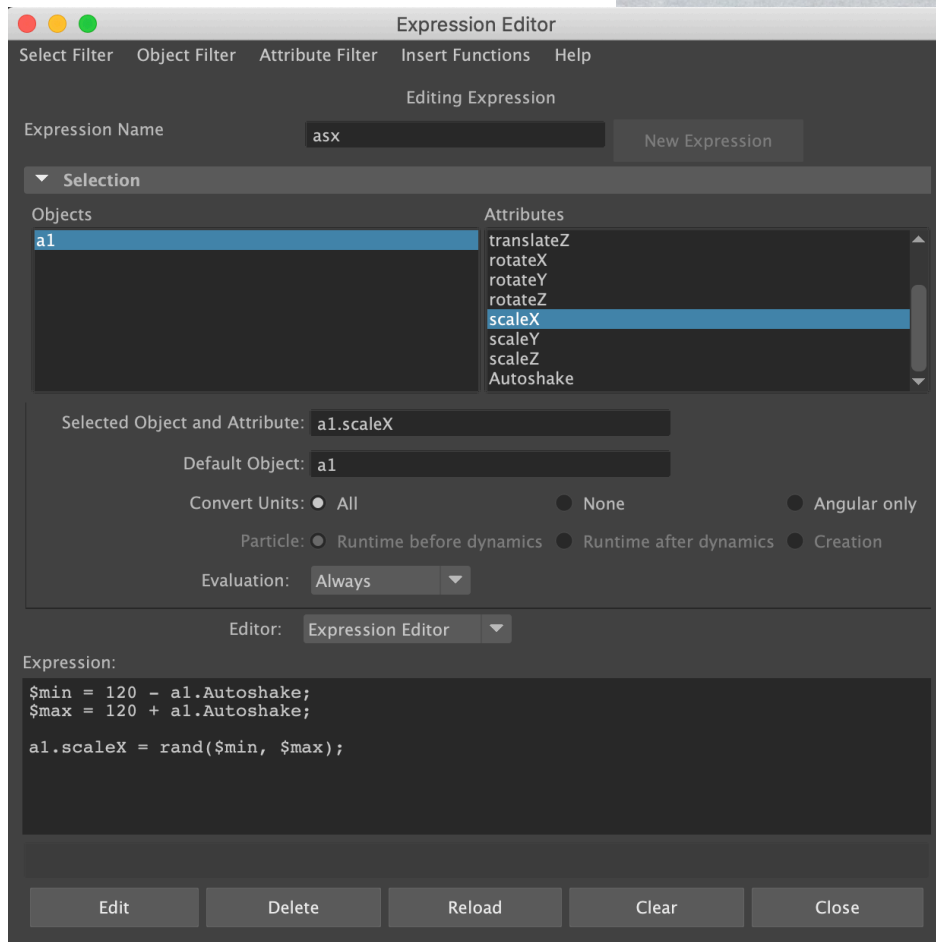 Expression Editor
Select Filter Object Filter Attribute Filter Insert Functions Help
Editing Expression
Expression Name asx New Expression
Selection
Objects Attributes
a1 translateZ
rotateX
rotateY
rotateZ
scaleX
scaleY
scaleZ
Autoshake
Selected Object and Attribute: a1.scaleX
Default Object: a1
Convert Units: All None Angular only
Particle: Runtime before dynamics Runtime after dynamics Creation
Evaluation: Always
Editor: Expression Editor
Expression:
$min = 120 - a1.Autoshake;
$max = 120 + a1.Autoshake;
a1.scaleX = rand($min, $max);
Edit Delete Reload Clear Close